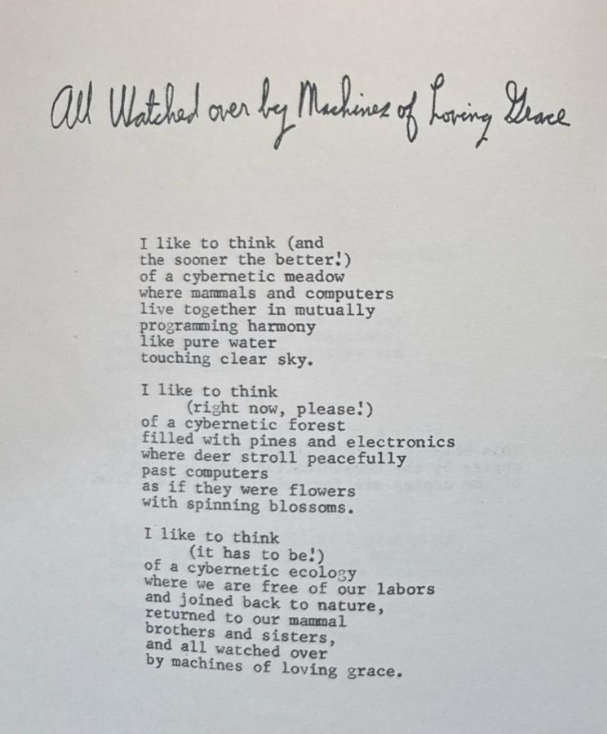 All Watched over by Machines of Loving Grace
I like to think (and
the sooner the better!)
of a cybernetic meadow
where mammals and computers
live together in mutually
programming harmony
like pure water
touching clear sky.
I like to think
(right now, please!)
of a cybernetic forest
filled with pines and electronics
where deer stroll peacefully
past computers
as if they were flowers
with spinning blossoms.
I like to think
(it has to be!)
of a cybernetic ecology
where we are free of our labors
and joined back to nature,
returned to our mammal
brothers and sisters,
and all watched over
by machines of loving grace.